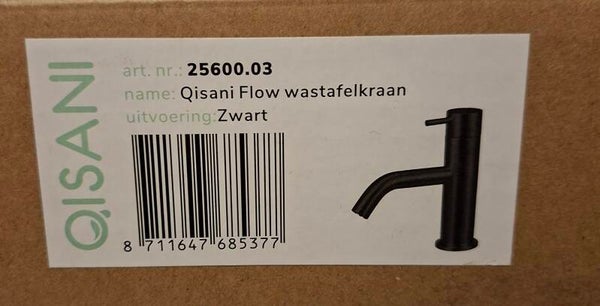 QISANI
art. nr.: 25600.03
name: Qisani Flow wastafelkraan
uitvoering: Zwart
8 711647 685377